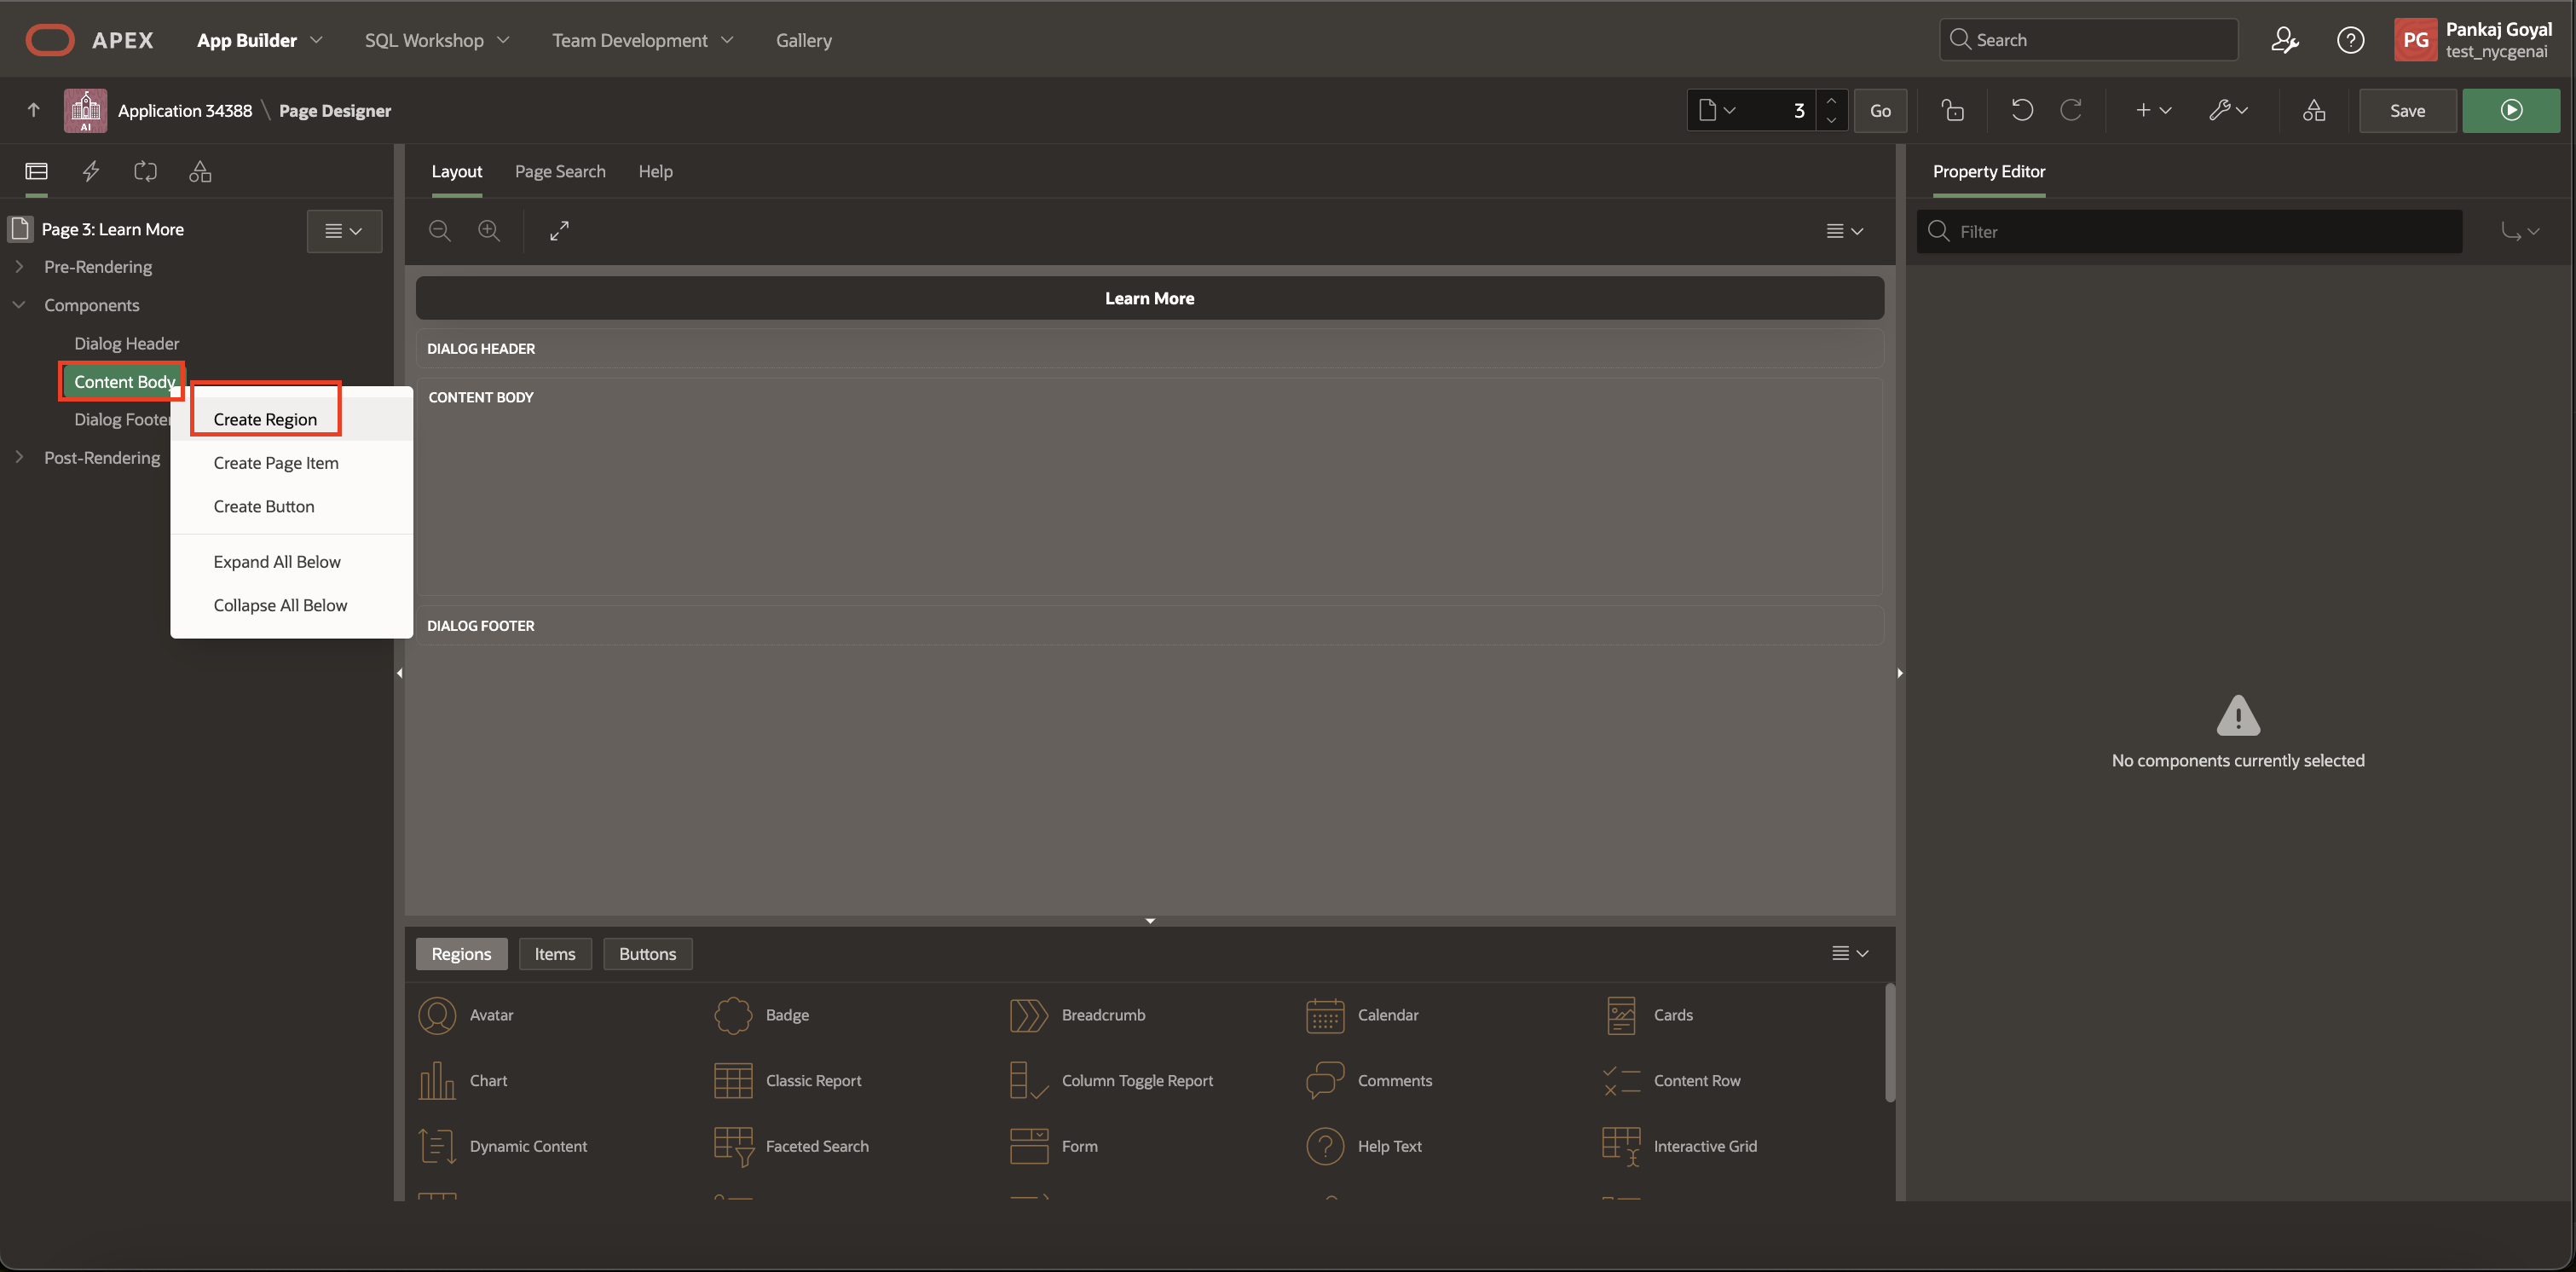 APEX
App Builder
SQL Workshop
Team Development
Gallery
Search
PG
Pankaj Goyal
test_nycgenai
AI
Application 34388 \ Page Designer
3
Go
Save
Layout
Page Search
Help
Property Editor
Page 3: Learn More
Filter
Pre-Rendering
Components
Dialog Header
Content Body
Dialog Footer
Post-Rendering
Create Region
Create Page Item
Create Button
Expand All Below
Collapse All Below
Learn More
DIALOG HEADER
CONTENT BODY
DIALOG FOOTER
No components currently selected
Regions
Items
Buttons
Avatar
Badge
Breadcrumb
Calendar
Cards
Chart
Classic Report
Column Toggle Report
Comments
Content Row
Dynamic Content
Faceted Search
Form
Help Text
Interactive Grid